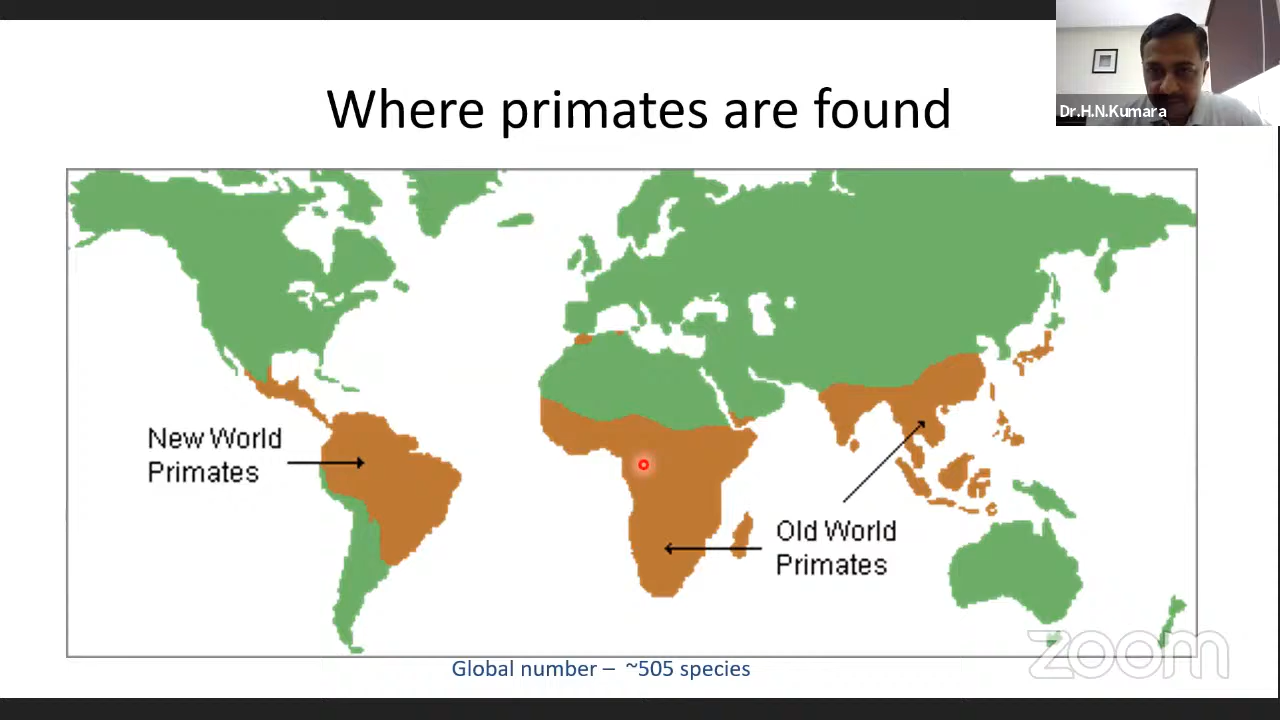 Where primates are found
Dr.H.N.Kumara
New World
Primates
Old World
Primates
Global number – ~505 species
zoom